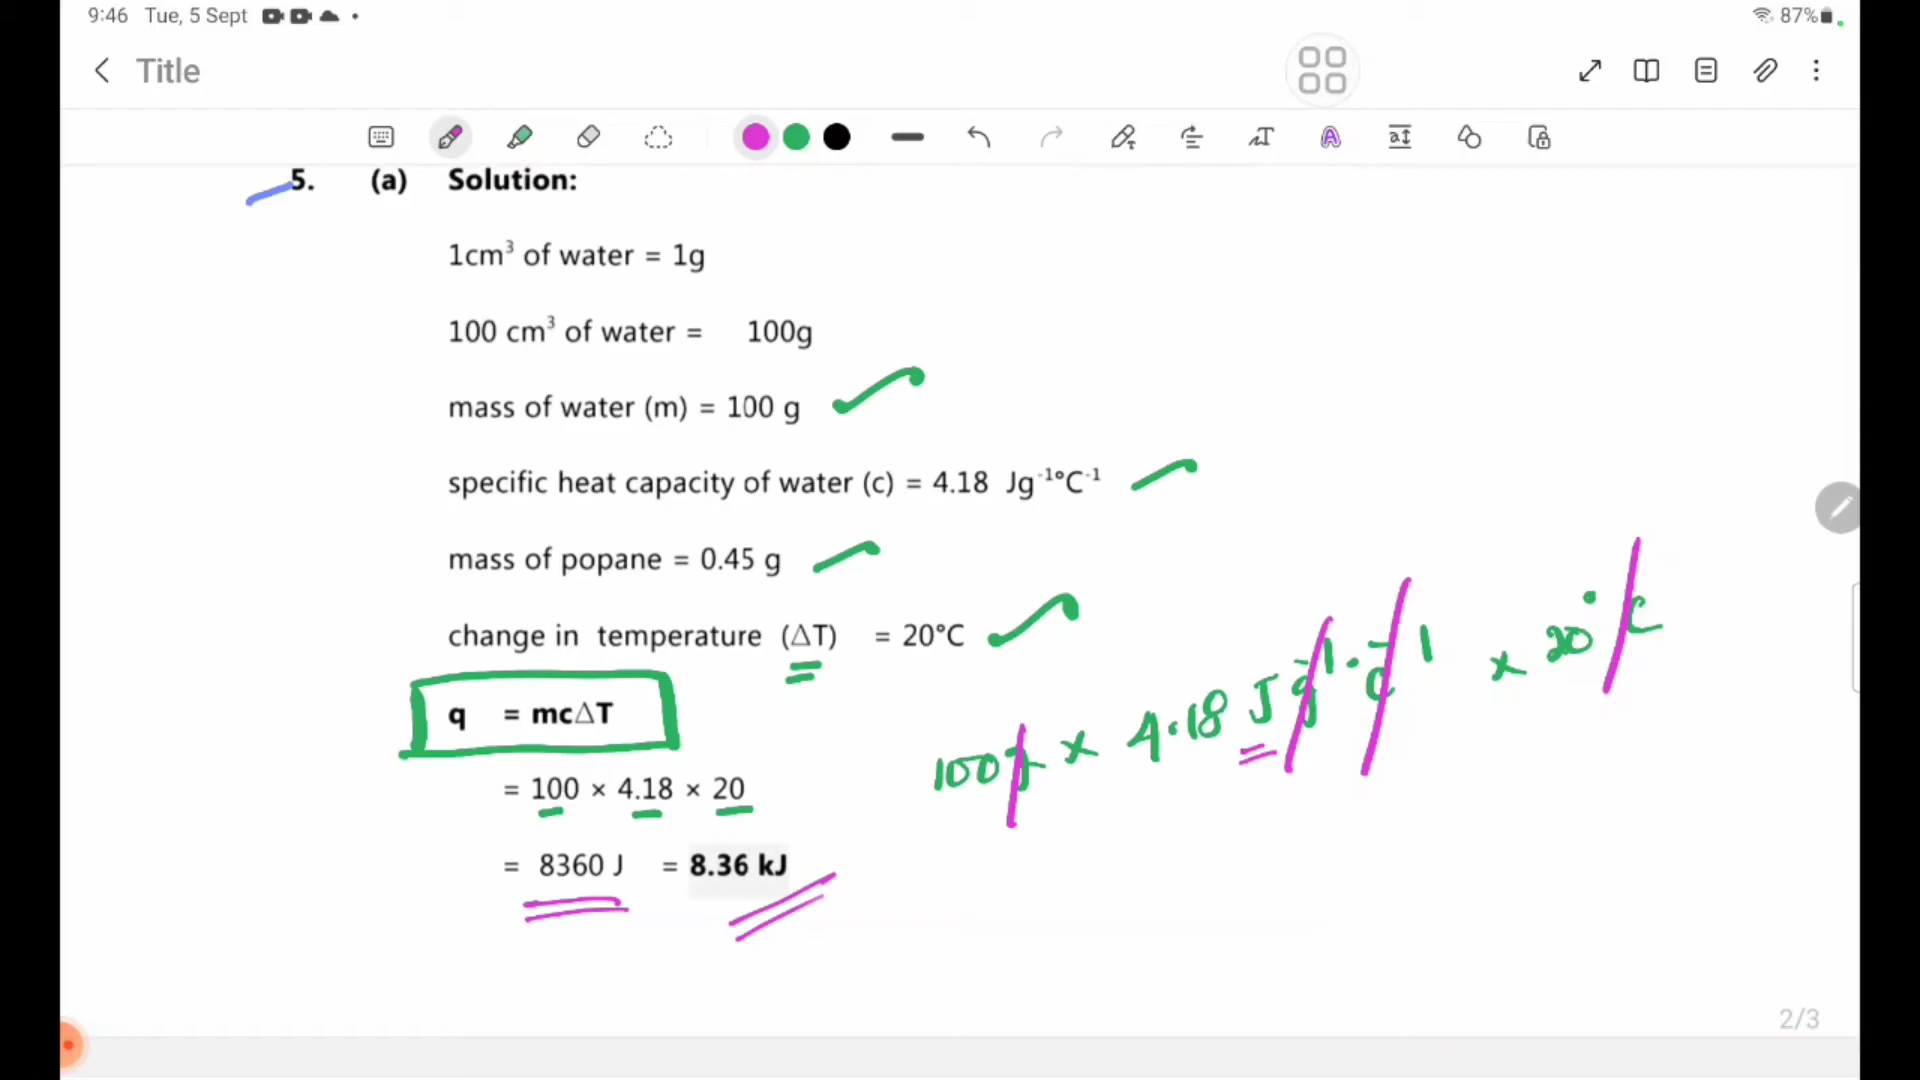 9:46 Tue, 5 Sept
87%
Title
5. (a) Solution:
1cm³ of water = 1g
100 cm³ of water = 100g
mass of water (m) = 100 g
specific heat capacity of water (c) = 4.18 Jg⁻¹°C⁻¹
mass of popane = 0.45 g
change in temperature (ΔT) = 20°C
q = mcΔT
100g × 4.18 J g⁻¹ · c⁻¹ × 20 °C
= 100 × 4.18 × 20
= 8360 J = 8.36 kJ
2/3